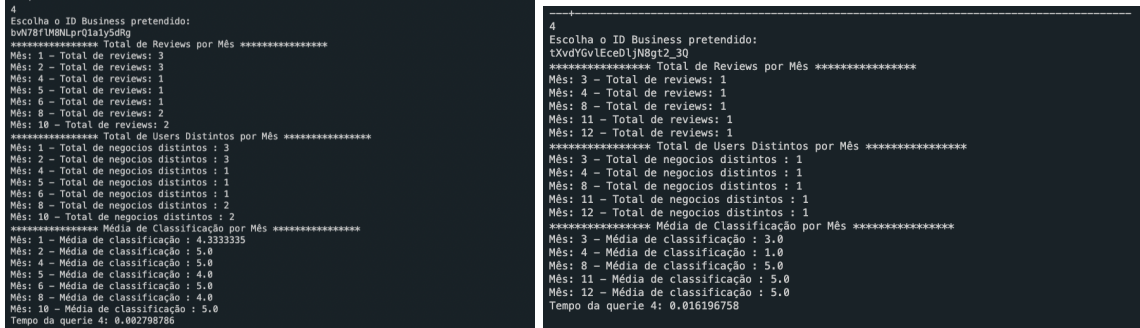 4
Escolha o ID Business pretendido:
bvN78flM8NLprQ1a1y5dRg
**************** Total de Reviews por Mês ****************
Mês: 1 – Total de reviews: 3
Mês: 2 – Total de reviews: 3
Mês: 4 – Total de reviews: 1
Mês: 5 – Total de reviews: 1
Mês: 6 – Total de reviews: 1
Mês: 8 – Total de reviews: 2
Mês: 10 – Total de reviews: 2
**************** Total de Users Distintos por Mês ****************
Mês: 1 – Total de negocios distintos : 3
Mês: 2 – Total de negocios distintos : 3
Mês: 4 – Total de negocios distintos : 1
Mês: 5 – Total de negocios distintos : 1
Mês: 6 – Total de negocios distintos : 1
Mês: 8 – Total de negocios distintos : 2
Mês: 10 – Total de negocios distintos : 2
**************** Média de Classificação por Mês ****************
Mês: 1 – Média de classificação : 4.3333335
Mês: 2 – Média de classificação : 5.0
Mês: 4 – Média de classificação : 5.0
Mês: 5 – Média de classificação : 4.0
Mês: 6 – Média de classificação : 5.0
Mês: 8 – Média de classificação : 4.0
Mês: 10 – Média de classificação : 5.0
Tempo da querie 4: 0.002798786
4
Escolha o ID Business pretendido:
tXvdYGvlEceDljN8gt2_3Q
**************** Total de Reviews por Mês ****************
Mês: 3 – Total de reviews: 1
Mês: 4 – Total de reviews: 1
Mês: 8 – Total de reviews: 1
Mês: 11 – Total de reviews: 1
Mês: 12 – Total de reviews: 1
**************** Total de Users Distintos por Mês ****************
Mês: 3 – Total de negocios distintos : 1
Mês: 4 – Total de negocios distintos : 1
Mês: 8 – Total de negocios distintos : 1
Mês: 11 – Total de negocios distintos : 1
Mês: 12 – Total de negocios distintos : 1
**************** Média de Classificação por Mês ****************
Mês: 3 – Média de classificação : 3.0
Mês: 4 – Média de classificação : 1.0
Mês: 8 – Média de classificação : 5.0
Mês: 11 – Média de classificação : 5.0
Mês: 12 – Média de classificação : 5.0
Tempo da querie 4: 0.016196758